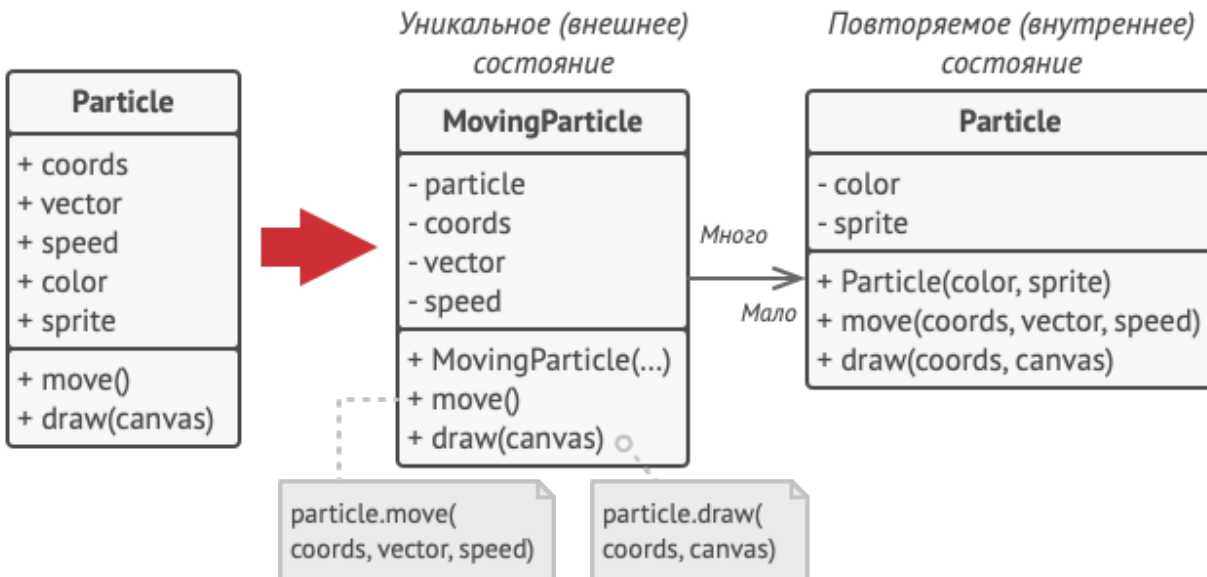 Particle
+ coords
+ vector
+ speed
+ color
+ sprite
+ move()
+ draw(canvas)
Уникальное (внешнее)
состояние
MovingParticle
- particle
- coords
- vector
- speed
+ MovingParticle(...)
+ move()
+ draw(canvas)
particle.move(
coords, vector, speed)
particle.draw(
coords, canvas)
Много
Мало
Повторяемое (внутреннее)
состояние
Particle
- color
- sprite
+ Particle(color, sprite)
+ move(coords, vector, speed)
+ draw(coords, canvas)